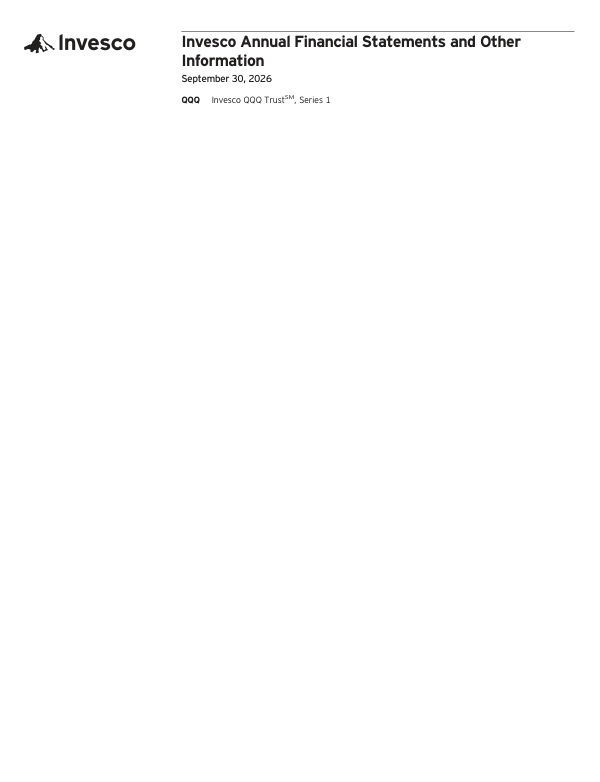 Invesco
Invesco Annual Financial Statements and Other
Information
September 30, 2026
QQQ Invesco QQQ Trust℠, Series 1